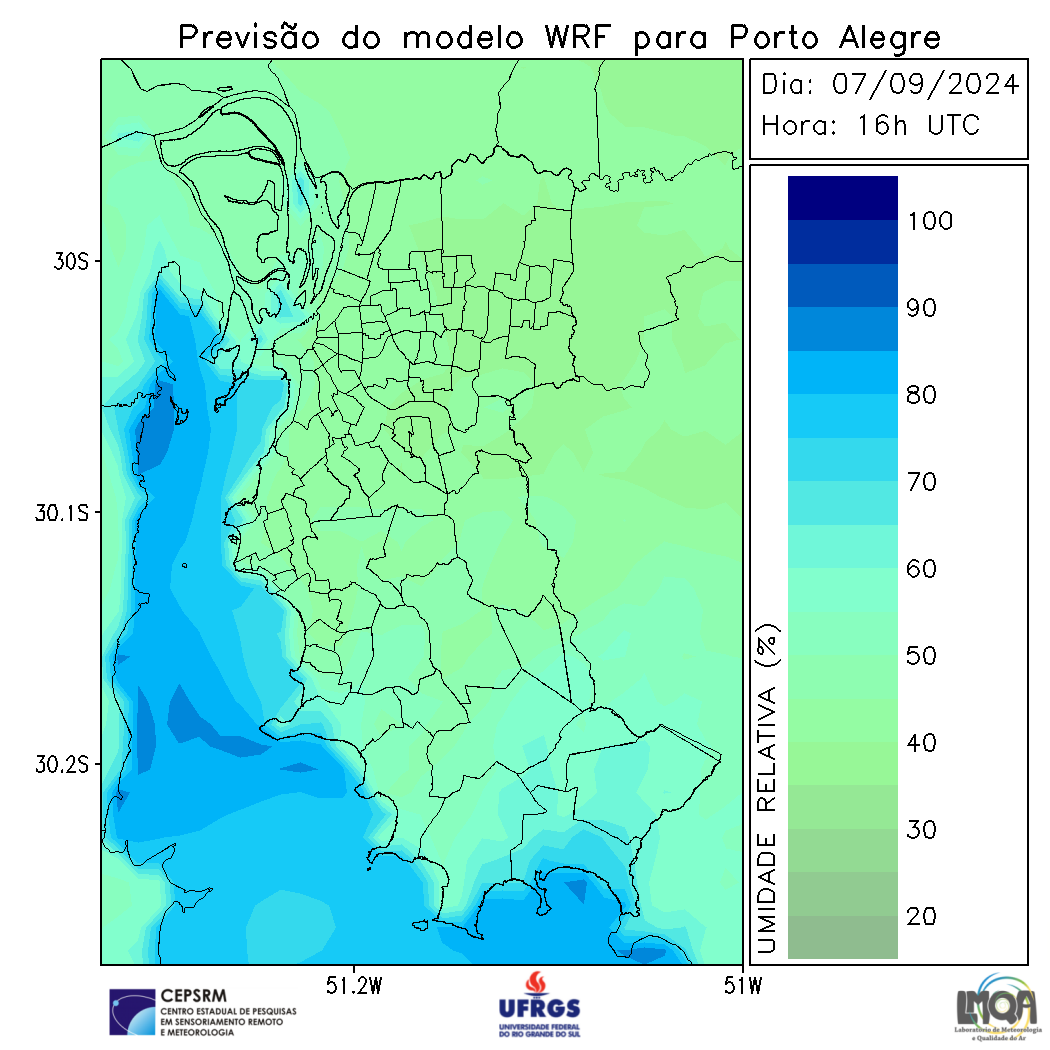 Previsão do modelo WRF para Porto Alegre
Dia: 07/09/2024
Hora: 16h UTC
30S
30.1S
30.2S
51.2W
51W
UMIDADE RELATIVA (%)
100
90
80
70
60
50
40
30
20
CEPSRM
CENTRO ESTADUAL DE PESQUISAS
EM SENSORIAMENTO REMOTO
E METEOROLOGIA
UFRGS
UNIVERSIDADE FEDERAL
DO RIO GRANDE DO SUL
LMQA
Laboratório de Meteorologia
e Qualidade do Ar